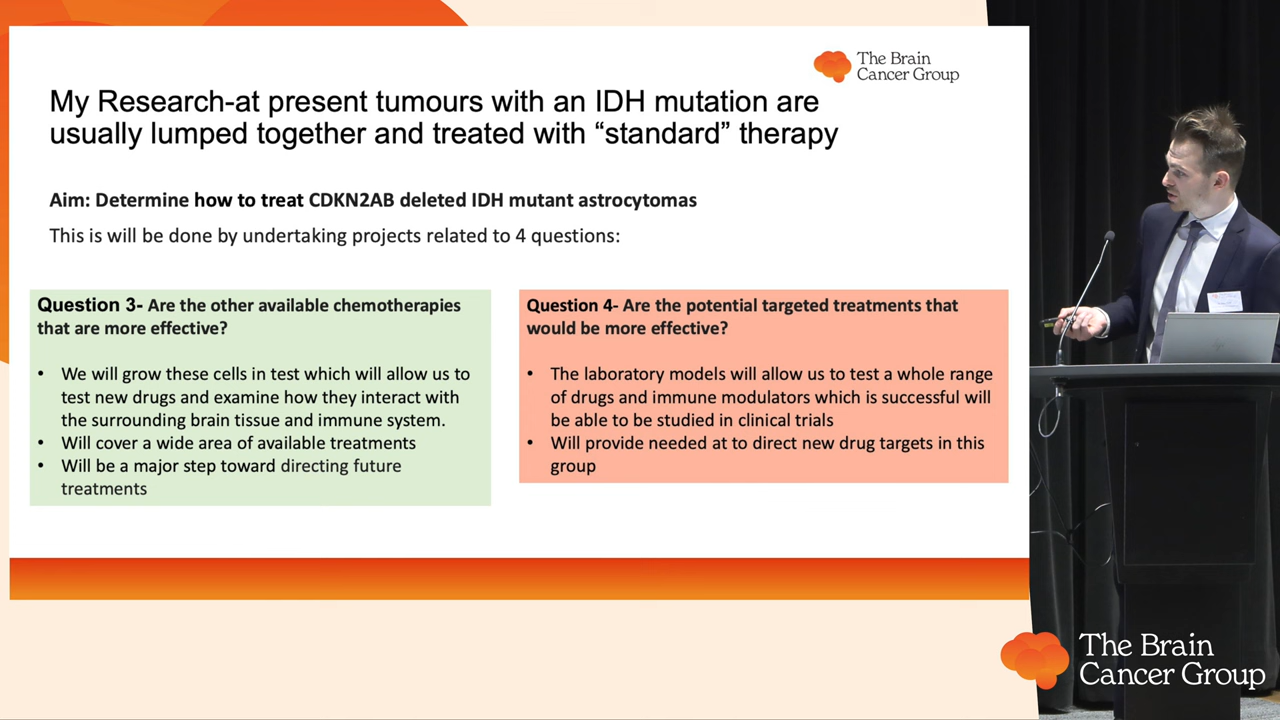 The Brain
Cancer Group
My Research-at present tumours with an IDH mutation are
usually lumped together and treated with “standard” therapy
Aim: Determine how to treat CDKN2AB deleted IDH mutant astrocytomas
This is will be done by undertaking projects related to 4 questions:
Question 3- Are the other available chemotherapies
that are more effective?
• We will grow these cells in test which will allow us to
test new drugs and examine how they interact with
the surrounding brain tissue and immune system.
• Will cover a wide area of available treatments
• Will be a major step toward directing future
treatments
Question 4- Are the potential targeted treatments that
would be more effective?
• The laboratory models will allow us to test a whole range
of drugs and immune modulators which is successful will
be able to be studied in clinical trials
• Will provide needed at to direct new drug targets in this
group
The Brain
Cancer Group